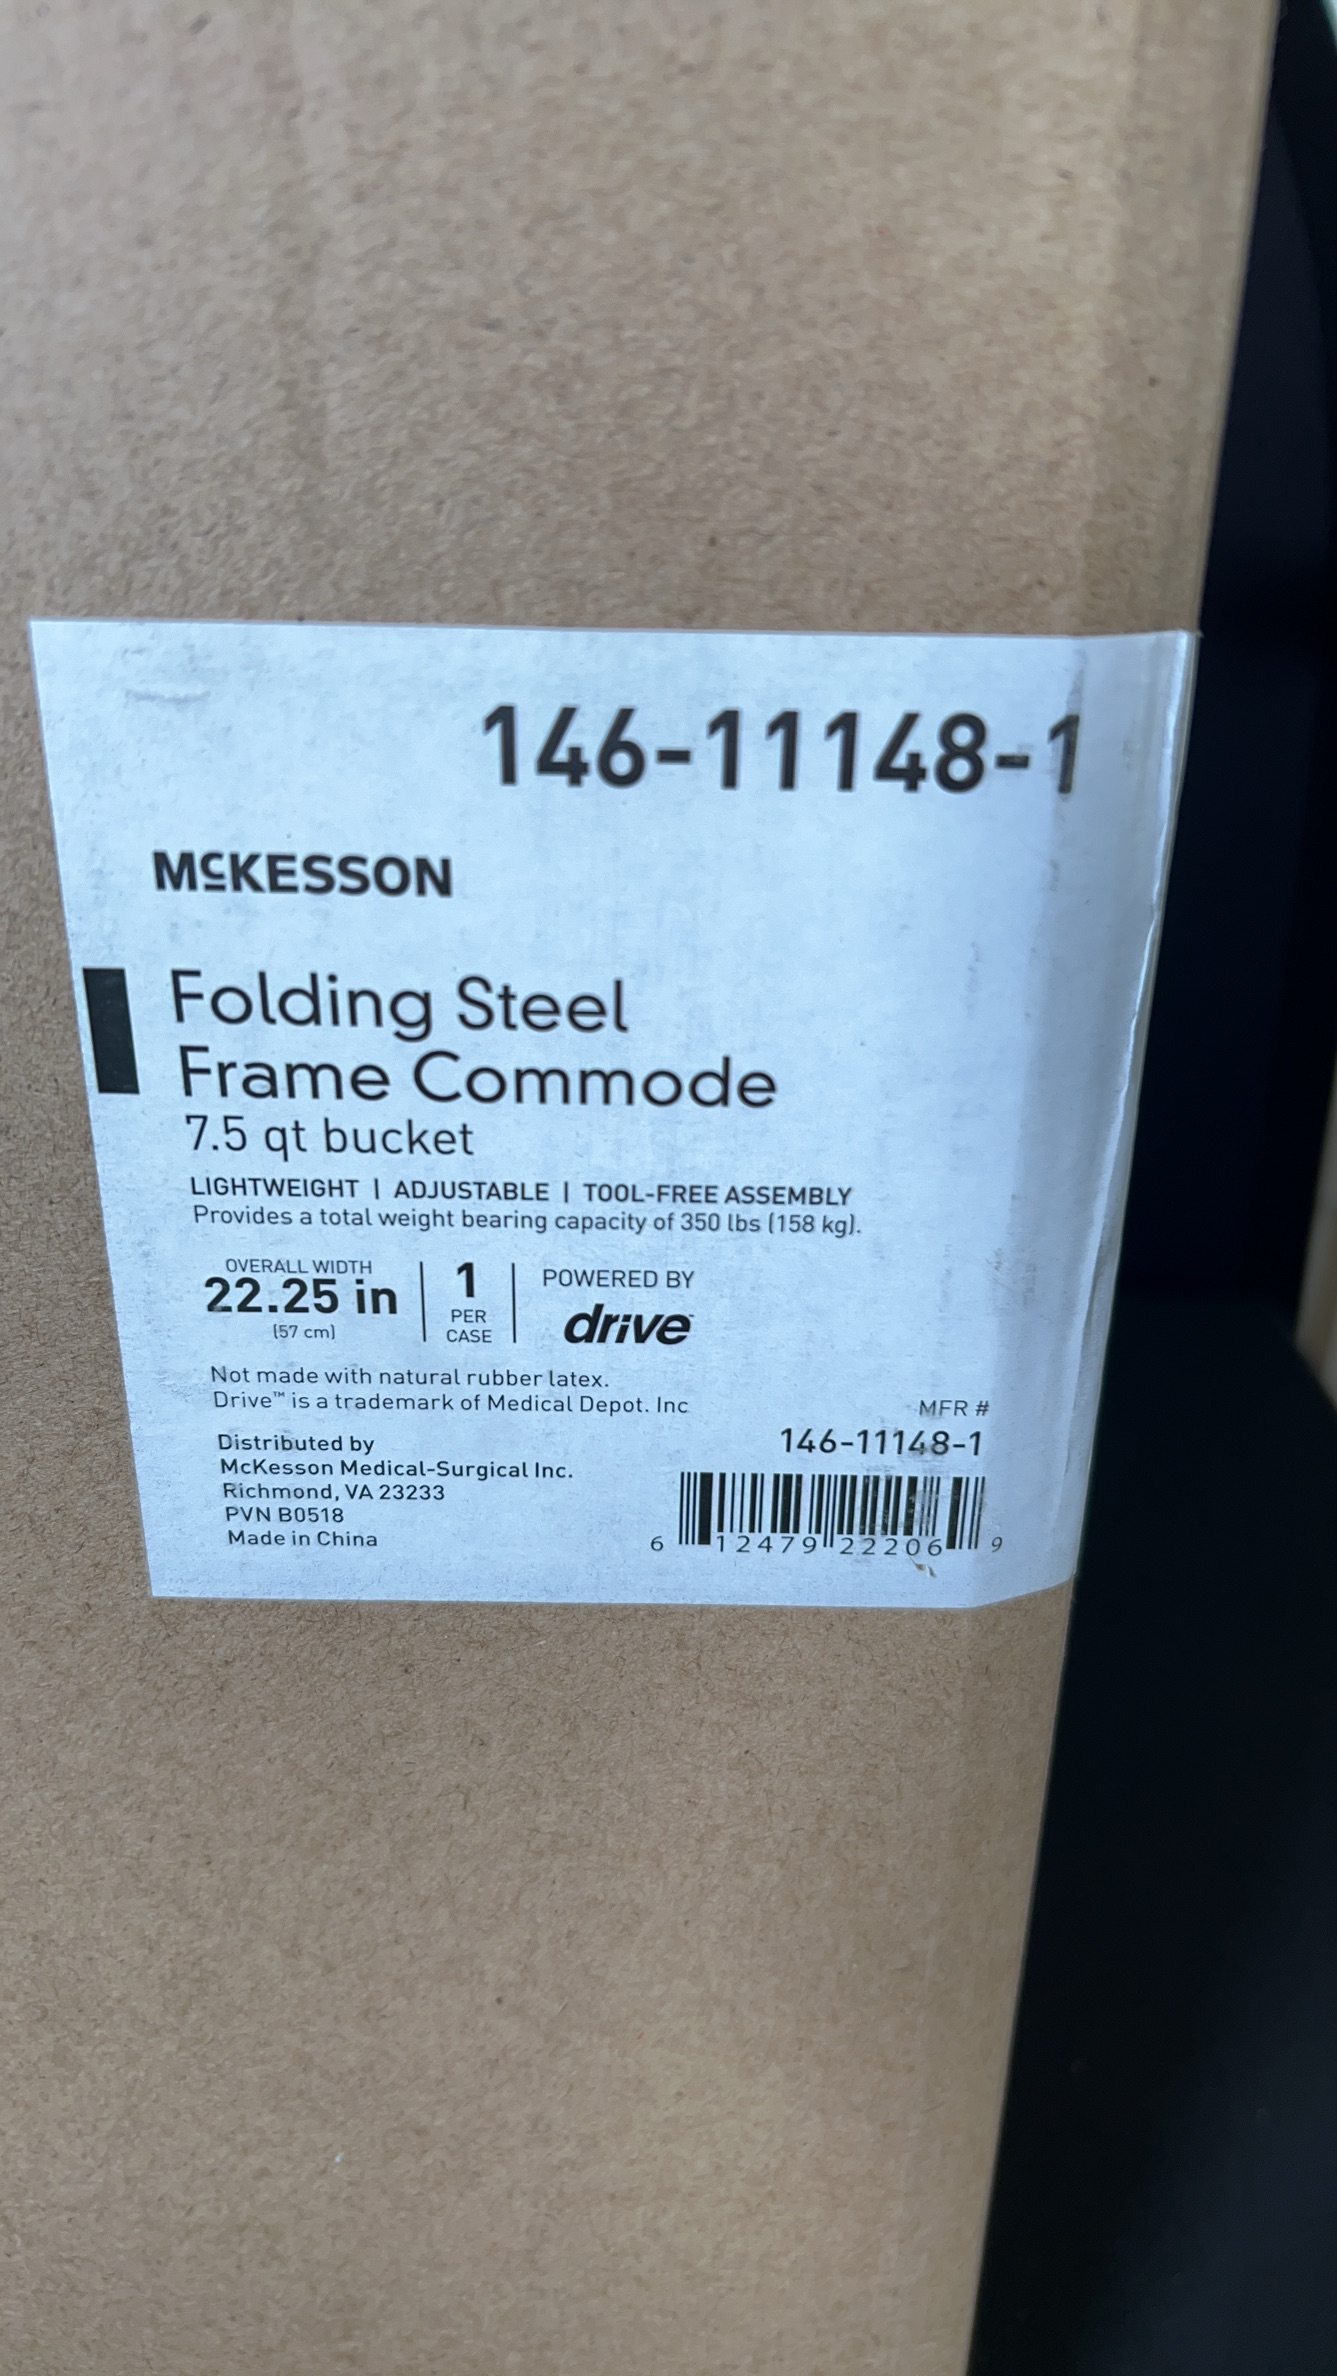 146-11148-1
McKESSON
Folding Steel
Frame Commode
7.5 qt bucket
LIGHTWEIGHT | ADJUSTABLE | TOOL-FREE ASSEMBLY
Provides a total weight bearing capacity of 350 lbs (158 kg).
OVERALL WIDTH
22.25 in
(57 cm)
1
PER
CASE
POWERED BY
drive
Not made with natural rubber latex.
Drive™ is a trademark of Medical Depot. Inc
Distributed by
McKesson Medical-Surgical Inc.
Richmond, VA 23233
PVN B0518
Made in China
MFR #
146-11148-1
6 12479 22206 9